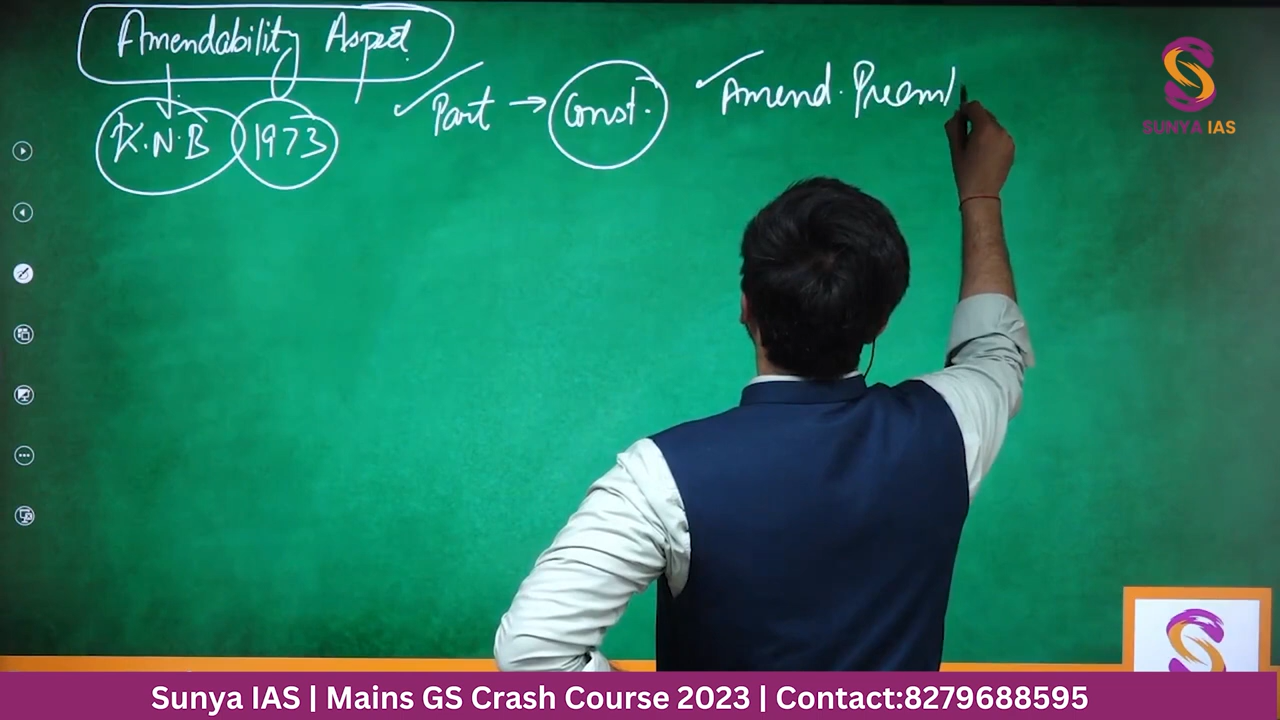 Amendability Aspect
K.N.B 1973 Part → Const. Amend. Pream
SUNYA IAS
Sunya IAS | Mains GS Crash Course 2023 | Contact:8279688595